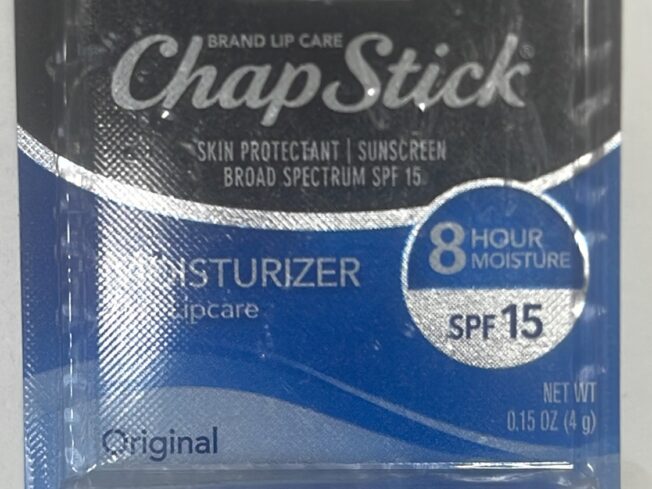 BRAND LIP CARE
ChapStick®
SKIN PROTECTANT | SUNSCREEN
BROAD SPECTRUM SPF 15
8 HOUR
MOISTURE
SPF 15
MOISTURIZER
Lipcare
Original
NET WT
0.15 OZ (4 g)